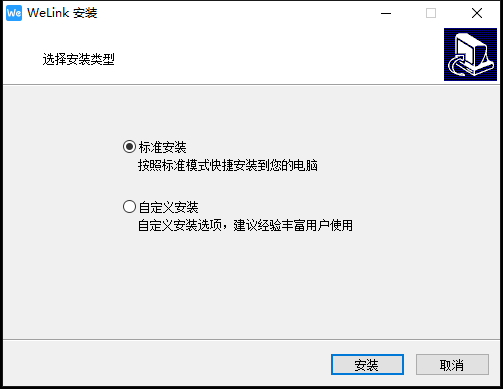 We WeLink 安装
选择安装类型
标准安装
按照标准模式快捷安装到您的电脑
自定义安装
自定义安装选项，建议经验丰富用户使用
安装
取消